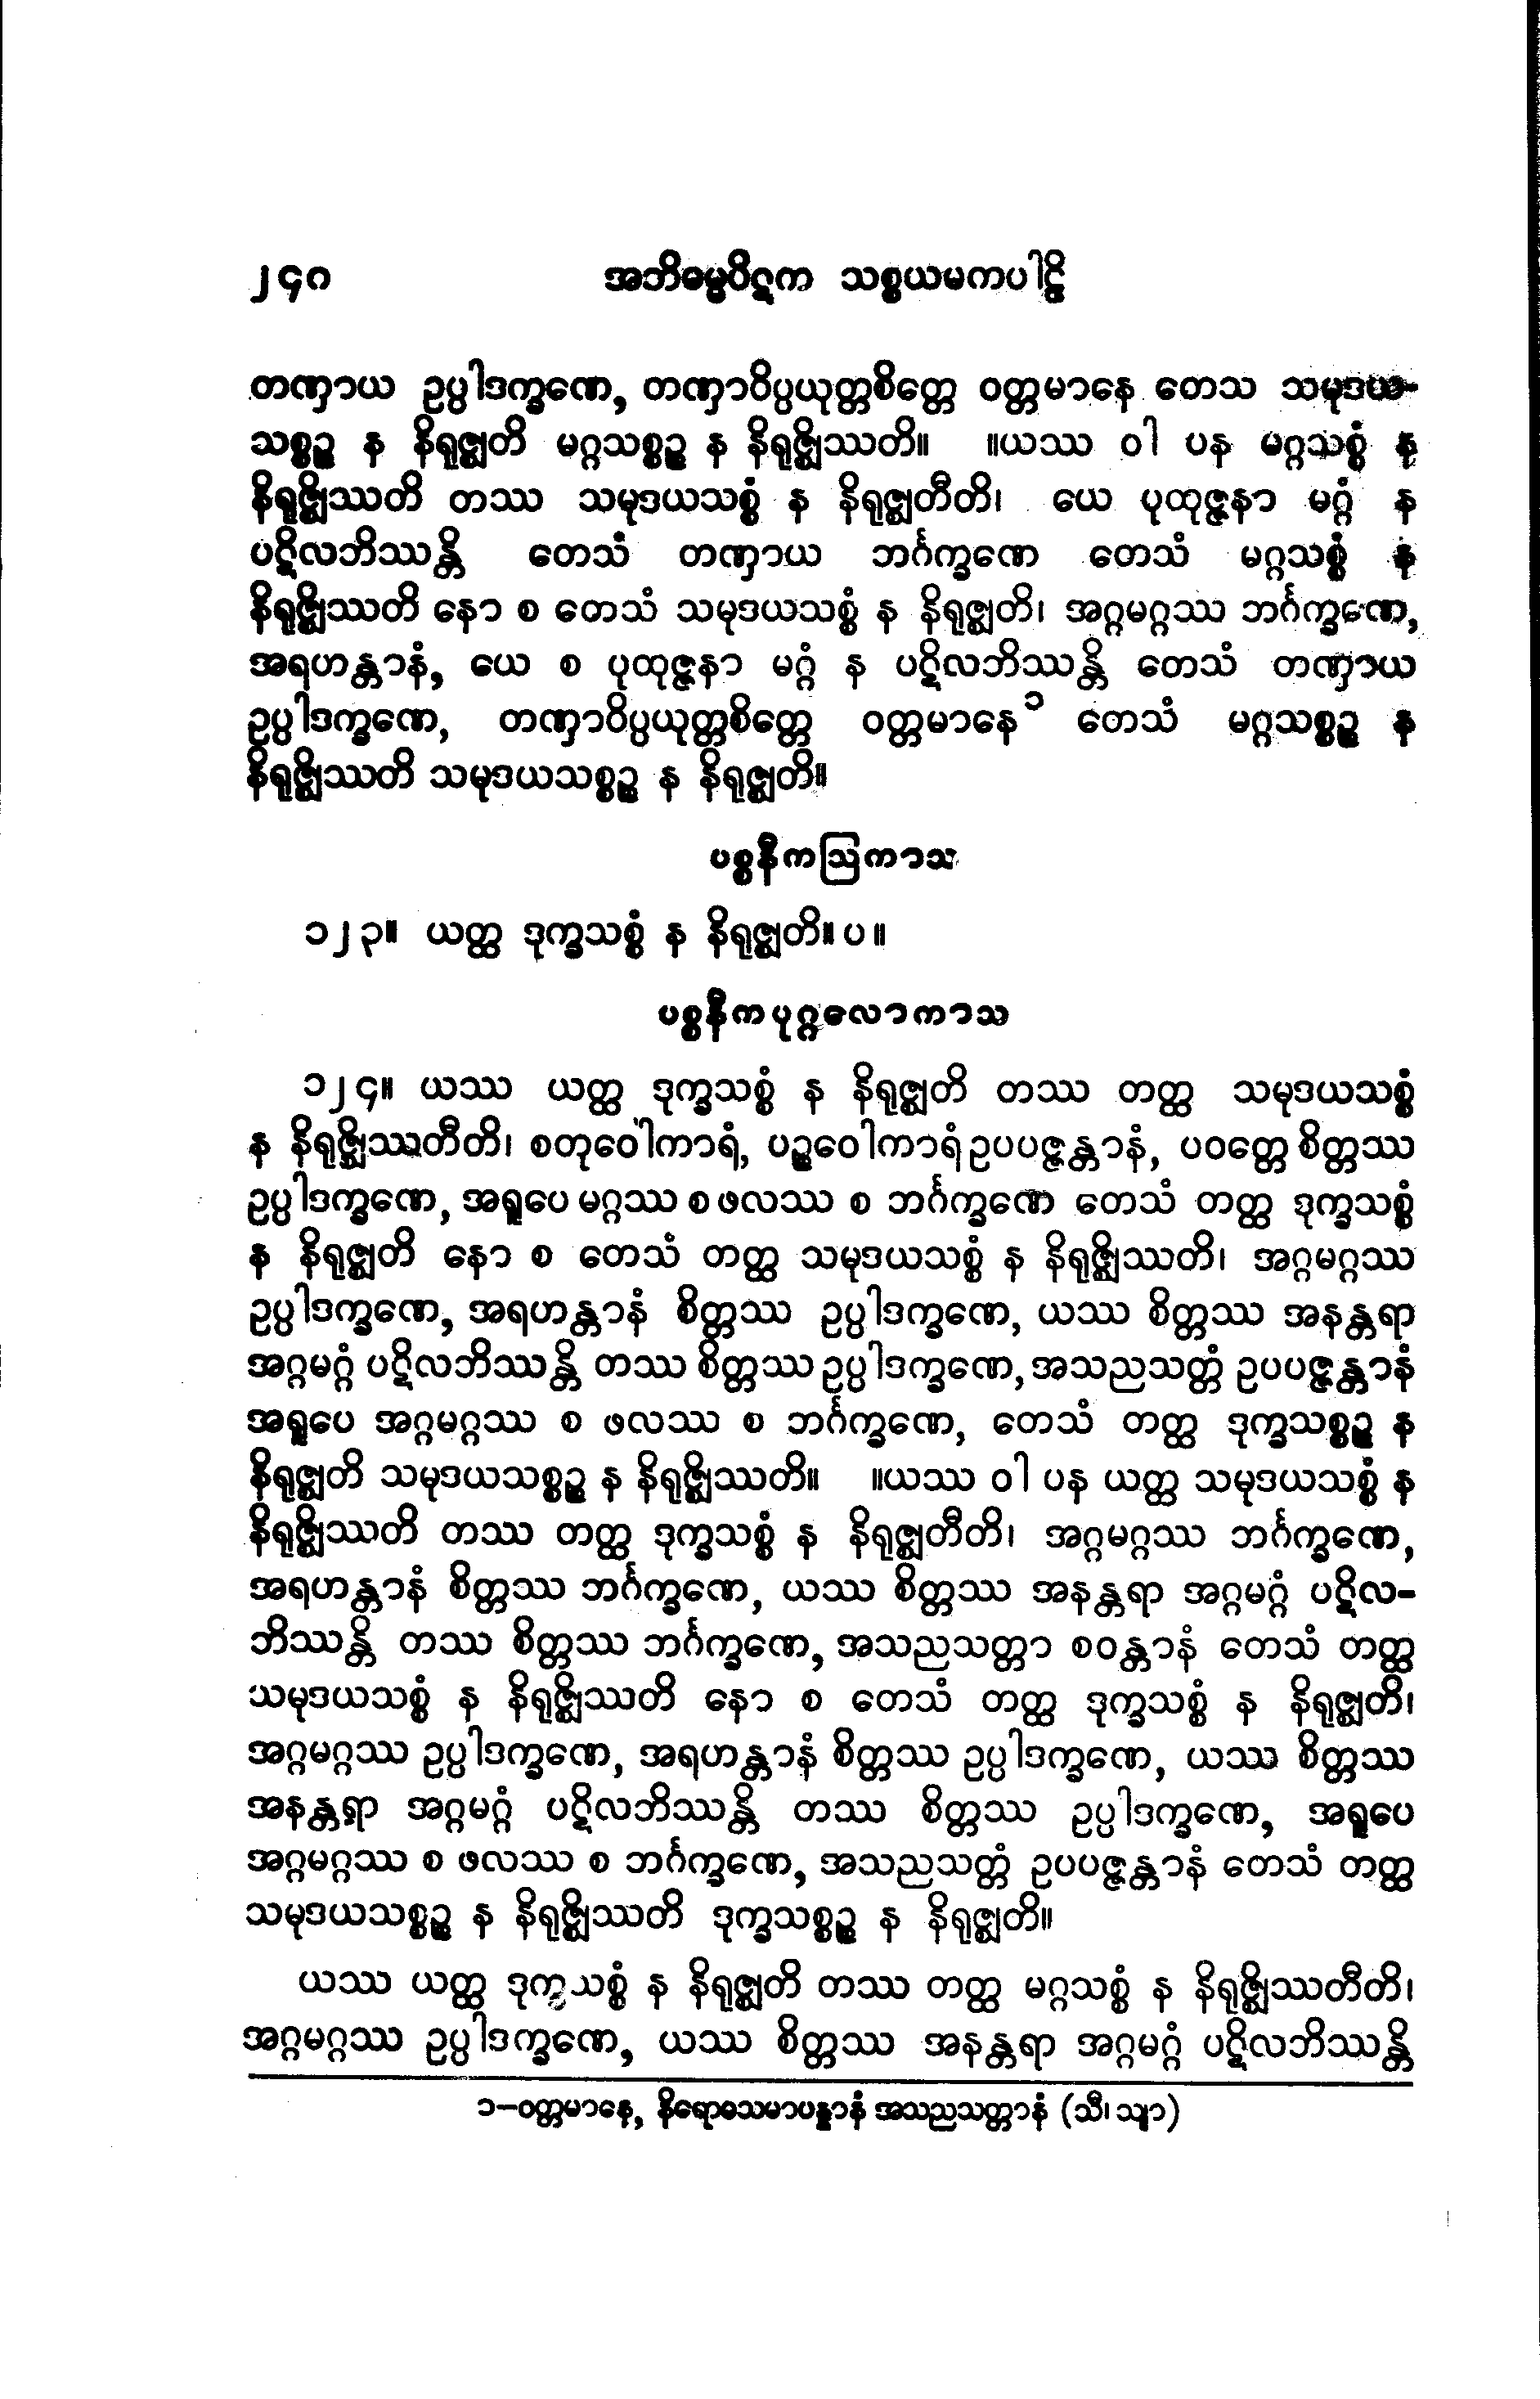 ၂၄၈ အဘိဓမ္မပိဋက သစ္စယမကပါဠိ
တဏှာယ ဥပ္ပါဒက္ခဏေ, တဏှာဝိပ္ပယုတ္တစိတ္တေ ဝတ္တမာနေ တေသ သမုဒယ-
သစ္စဉ္စ န နိရုဇ္ဈတိ မဂ္ဂသစ္စဉ္စ န နိရုဇ္ဈိဿတိ။ ။ယဿ ဝါ ပန မဂ္ဂသစ္စံ န
နိရုဇ္ဈိဿတိ တဿ သမုဒယသစ္စံ န နိရုဇ္ဈတီတိ၊ ယေ ပုထုဇ္ဇနာ မဂ္ဂံ န
ပဋိလဘိဿန္တိ တေသံ တဏှာယ ဘင်္ဂက္ခဏေ တေသံ မဂ္ဂသစ္စံ န
နိရုဇ္ဈိဿတိ နော စ တေသံ သမုဒယသစ္စံ န နိရုဇ္ဈတိ၊ အဂ္ဂမဂ္ဂဿ ဘင်္ဂက္ခဏေ,
အရဟန္တာနံ, ယေ စ ပုထုဇ္ဇနာ မဂ္ဂံ န ပဋိလဘိဿန္တိ တေသံ တဏှာယ
ဥပ္ပါဒက္ခဏေ, တဏှာဝိပ္ပယုတ္တစိတ္တေ ဝတ္တမာနေ၁ တေသံ မဂ္ဂသစ္စဉ္စ န
နိရုဇ္ဈိဿတိ သမုဒယသစ္စဉ္စ န နိရုဇ္ဈတိ။
ပစ္စနီကဩကာသ
၁၂၃။ ယတ္ထ ဒုက္ခသစ္စံ န နိရုဇ္ဈတိ။ပ။
ပစ္စနီကပုဂ္ဂလောကာသ
၁၂၄။ ယဿ ယတ္ထ ဒုက္ခသစ္စံ န နိရုဇ္ဈတိ တဿ တတ္ထ သမုဒယသစ္စံ
န နိရုဇ္ဈိဿတီတိ၊ စတုဝေါကာရံ, ပဉ္စဝေါကာရံ ဥပပဇ္ဇန္တာနံ, ပဝတ္တေ စိတ္တဿ
ဥပ္ပါဒက္ခဏေ, အရူပေ မဂ္ဂဿ စ ဖလဿ စ ဘင်္ဂက္ခဏေ တေသံ တတ္ထ ဒုက္ခသစ္စံ
န နိရုဇ္ဈတိ နော စ တေသံ တတ္ထ သမုဒယသစ္စံ န နိရုဇ္ဈိဿတိ၊ အဂ္ဂမဂ္ဂဿ
ဥပ္ပါဒက္ခဏေ, အရဟန္တာနံ စိတ္တဿ ဥပ္ပါဒက္ခဏေ, ယဿ စိတ္တဿ အနန္တရာ
အဂ္ဂမဂ္ဂံ ပဋိလဘိဿန္တိ တဿ စိတ္တဿ ဥပ္ပါဒက္ခဏေ, အသညသတ္တံ ဥပပဇ္ဇန္တာနံ
အရူပေ အဂ္ဂမဂ္ဂဿ စ ဖလဿ စ ဘင်္ဂက္ခဏေ, တေသံ တတ္ထ ဒုက္ခသစ္စဉ္စ န
နိရုဇ္ဈတိ သမုဒယသစ္စဉ္စ န နိရုဇ္ဈိဿတိ။ ။ယဿ ဝါ ပန ယတ္ထ သမုဒယသစ္စံ န
နိရုဇ္ဈိဿတိ တဿ တတ္ထ ဒုက္ခသစ္စံ န နိရုဇ္ဈတီတိ၊ အဂ္ဂမဂ္ဂဿ ဘင်္ဂက္ခဏေ,
အရဟန္တာနံ စိတ္တဿ ဘင်္ဂက္ခဏေ, ယဿ စိတ္တဿ အနန္တရာ အဂ္ဂမဂ္ဂံ ပဋိလ-
ဘိဿန္တိ တဿ စိတ္တဿ ဘင်္ဂက္ခဏေ, အသညသတ္တာ စဝန္တာနံ တေသံ တတ္ထ
သမုဒယသစ္စံ န နိရုဇ္ဈိဿတိ နော စ တေသံ တတ္ထ ဒုက္ခသစ္စံ န နိရုဇ္ဈတိ၊
အဂ္ဂမဂ္ဂဿ ဥပ္ပါဒက္ခဏေ, အရဟန္တာနံ စိတ္တဿ ဥပ္ပါဒက္ခဏေ, ယဿ စိတ္တဿ
အနန္တရာ အဂ္ဂမဂ္ဂံ ပဋိလဘိဿန္တိ တဿ စိတ္တဿ ဥပ္ပါဒက္ခဏေ, အရူပေ
အဂ္ဂမဂ္ဂဿ စ ဖလဿ စ ဘင်္ဂက္ခဏေ, အသညသတ္တံ ဥပပဇ္ဇန္တာနံ တေသံ တတ္ထ
သမုဒယသစ္စဉ္စ န နိရုဇ္ဈိဿတိ ဒုက္ခသစ္စဉ္စ န နိရုဇ္ဈတိ။
ယဿ ယတ္ထ ဒုက္ခသစ္စံ န နိရုဇ္ဈတိ တဿ တတ္ထ မဂ္ဂသစ္စံ န နိရုဇ္ဈိဿတီတိ၊
အဂ္ဂမဂ္ဂဿ ဥပ္ပါဒက္ခဏေ, ယဿ စိတ္တဿ အနန္တရာ အဂ္ဂမဂ္ဂံ ပဋိလဘိဿန္တိ
၁-ဝတ္တမာနေ, နိရောဓသမာပန္နာနံ အသညသတ္တာနံ (သီ၊ သျာ)